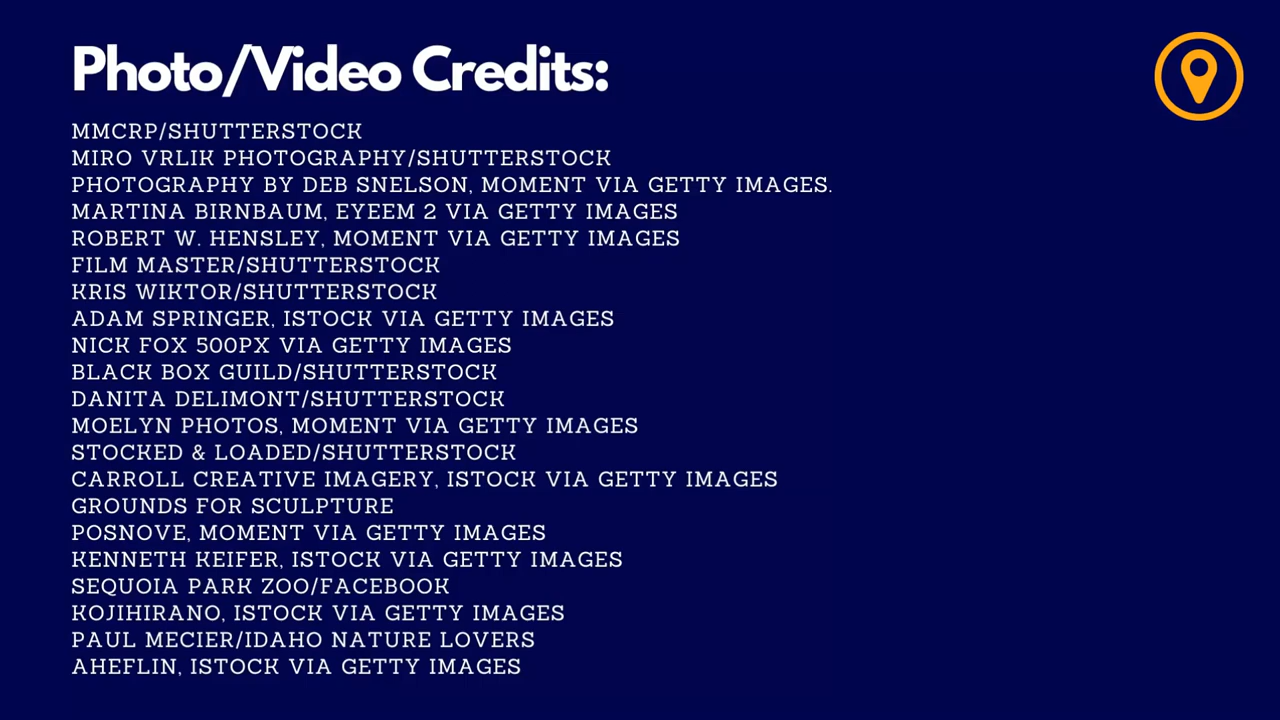 Photo/Video Credits:
MMCRP/SHUTTERSTOCK
MIRO VRLIK PHOTOGRAPHY/SHUTTERSTOCK
PHOTOGRAPHY BY DEB SNELSON, MOMENT VIA GETTY IMAGES.
MARTINA BIRNBAUM, EYEEM 2 VIA GETTY IMAGES
ROBERT W. HENSLEY, MOMENT VIA GETTY IMAGES
FILM MASTER/SHUTTERSTOCK
KRIS WIKTOR/SHUTTERSTOCK
ADAM SPRINGER, ISTOCK VIA GETTY IMAGES
NICK FOX 500PX VIA GETTY IMAGES
BLACK BOX GUILD/SHUTTERSTOCK
DANITA DELIMONT/SHUTTERSTOCK
MOELYN PHOTOS, MOMENT VIA GETTY IMAGES
STOCKED & LOADED/SHUTTERSTOCK
CARROLL CREATIVE IMAGERY, ISTOCK VIA GETTY IMAGES
GROUNDS FOR SCULPTURE
POSNOVE, MOMENT VIA GETTY IMAGES
KENNETH KEIFER, ISTOCK VIA GETTY IMAGES
SEQUOIA PARK ZOO/FACEBOOK
KOJIHIRANO, ISTOCK VIA GETTY IMAGES
PAUL MECIER/IDAHO NATURE LOVERS
AHEFLIN, ISTOCK VIA GETTY IMAGES